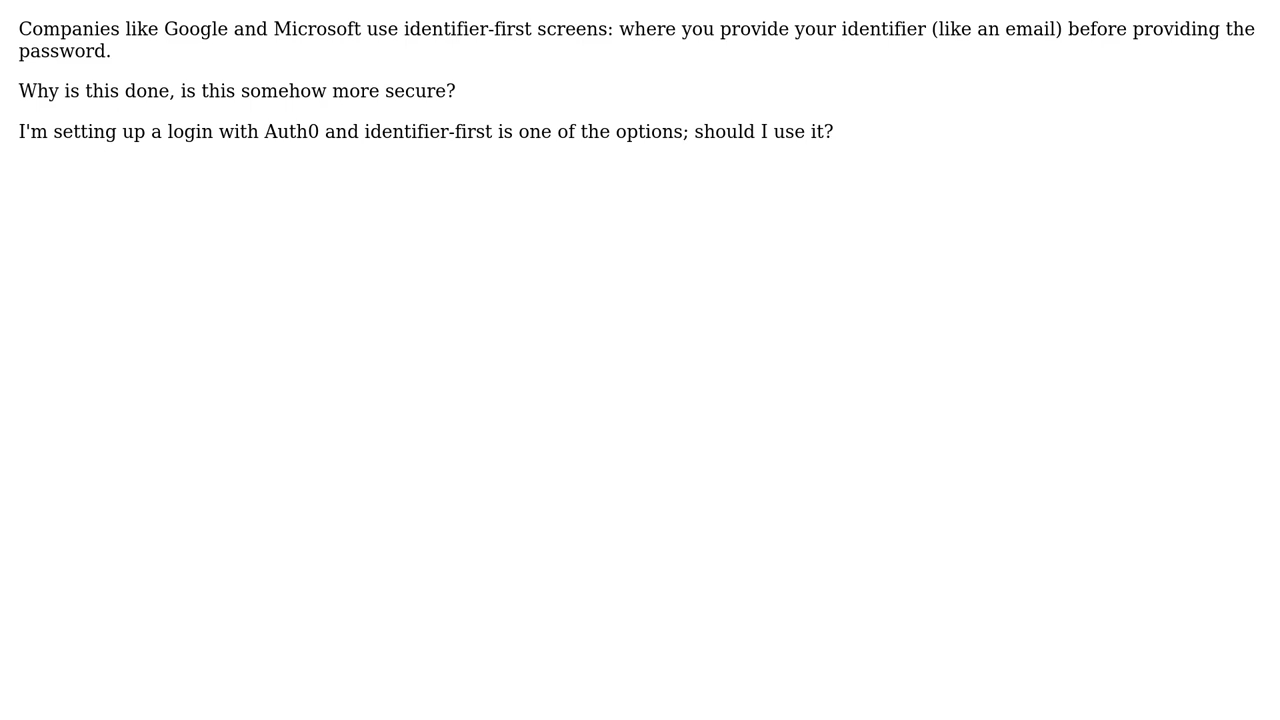 Companies like Google and Microsoft use identifier-first screens: where you provide your identifier (like an email) before providing the
password.
Why is this done, is this somehow more secure?
I'm setting up a login with Auth0 and identifier-first is one of the options; should I use it?